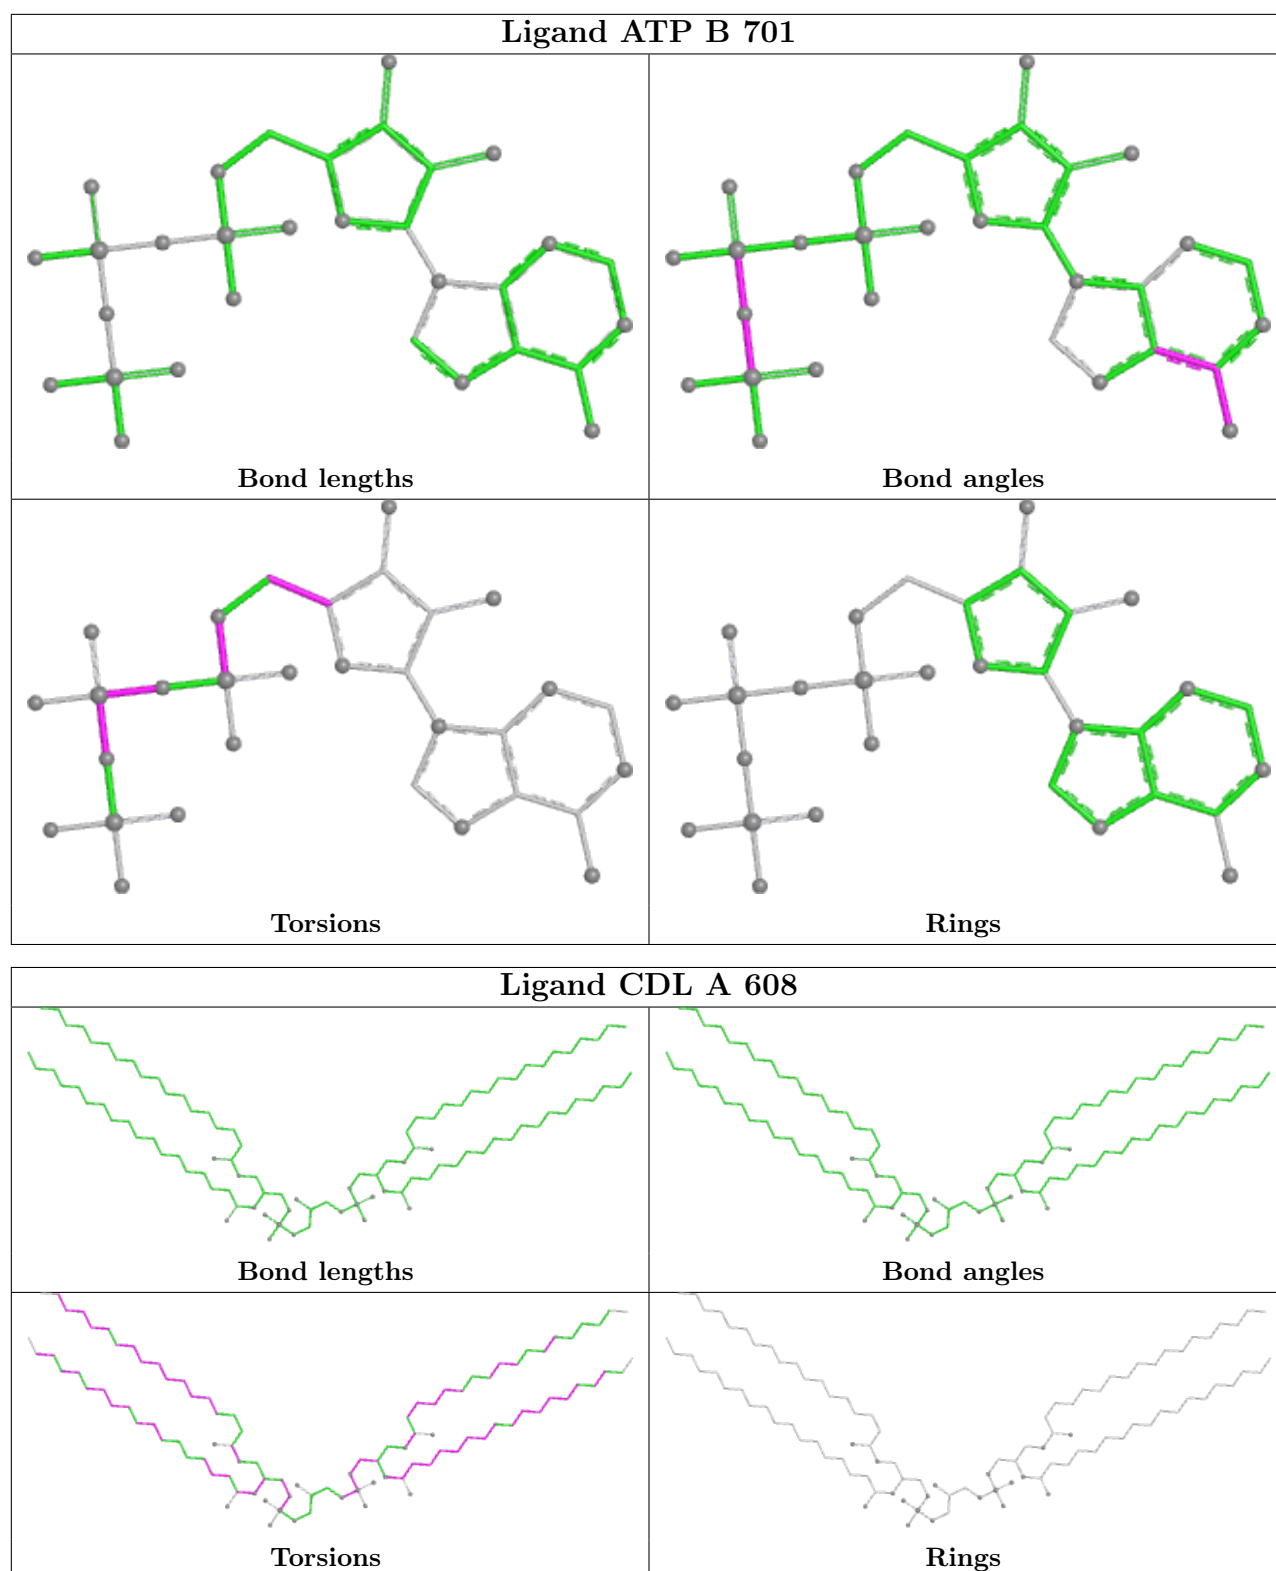 Ligand ATP B 701
Bond lengths
Bond angles
Torsions
Rings
Ligand CDL A 608
Bond lengths
Bond angles
Torsions
Rings